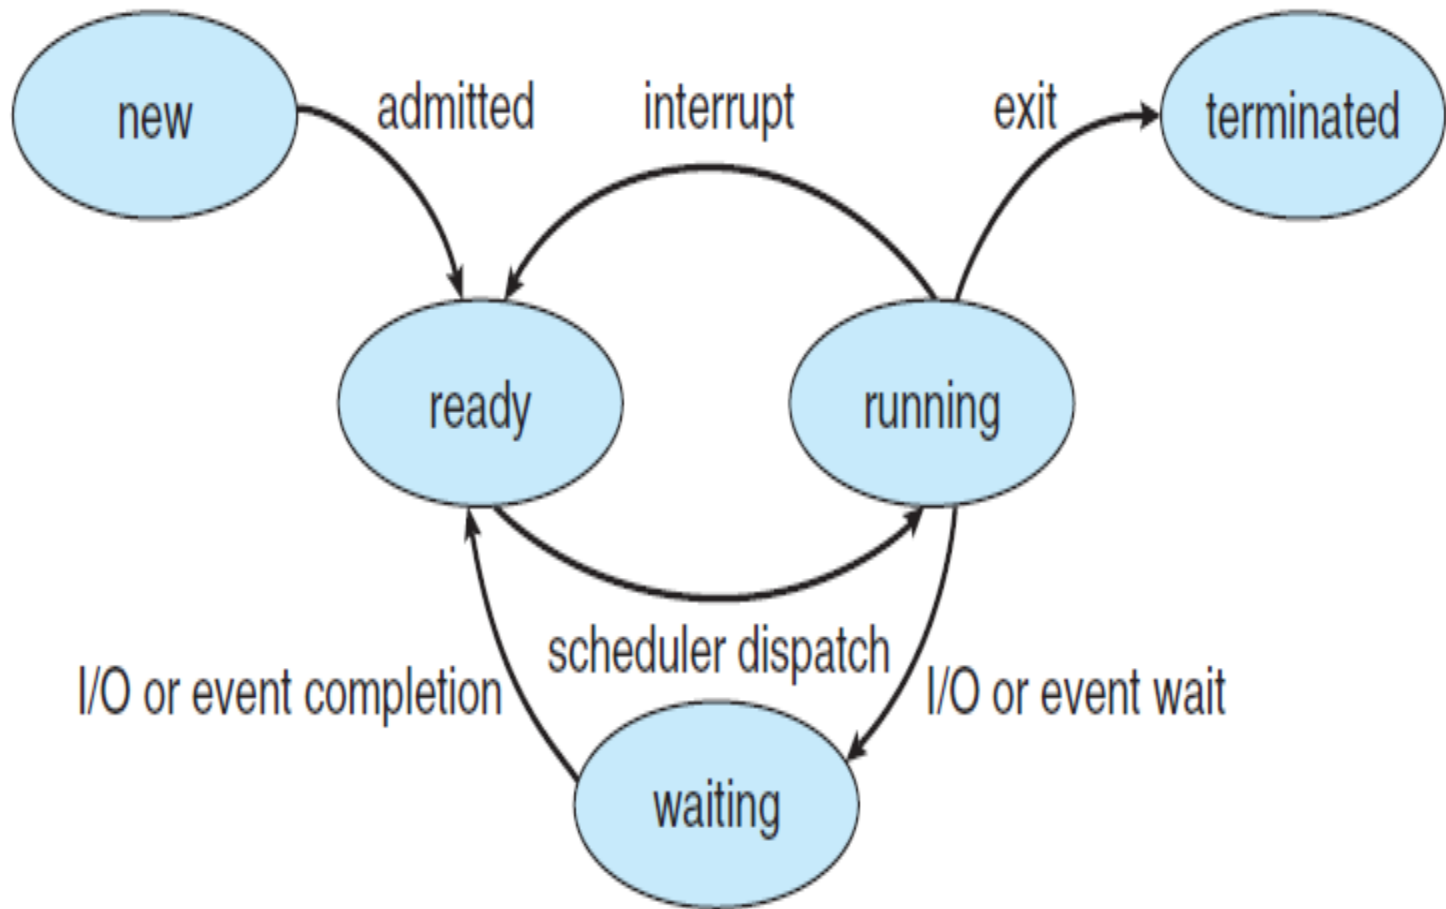 new
admitted
interrupt
exit
terminated
ready
running
scheduler dispatch
I/O or event completion
I/O or event wait
waiting